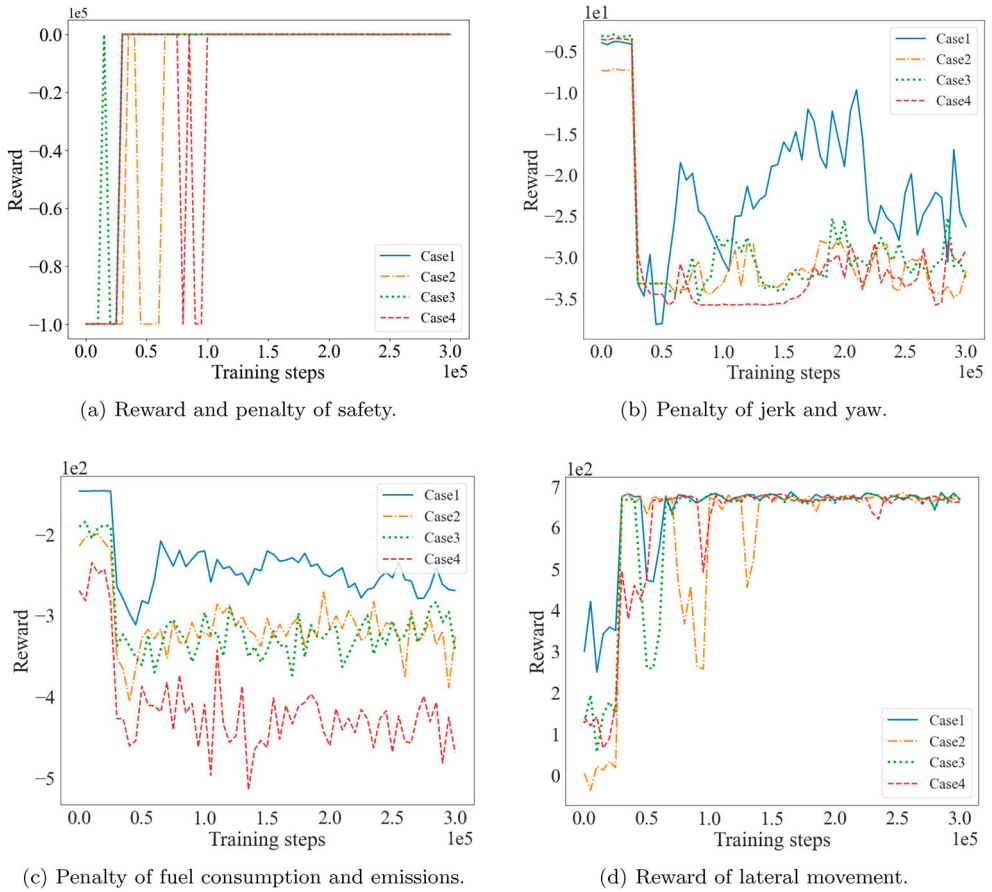 1e5
0.0
−0.2
−0.4
−0.6
−0.8
−1.0
Reward
Case1
Case2
Case3
Case4
0.0 0.5 1.0 2.0 2.5 3.0
Training steps
1e5
(a) Reward and penalty of safety.
1e1
−0.5
−1.0
−1.5
−2.0
−2.5
−3.0
−3.5
Reward
Case1
Case2
Case3
Case4
0.0 0.5 1.0 1.5 2.0 2.5 3.0
Training steps
1e5
(b) Penalty of jerk and yaw.
1e2
−2
−3
−4
−5
Reward
Case1
Case2
Case3
Case4
0.0 0.5 1.0 1.5 2.0 2.5 3.0
Training steps
1e5
(c) Penalty of fuel consumption and emissions.
1e2
7
6
5
4
3
2
1
0
Reward
Case1
Case2
Case3
Case4
0.0 0.5 1.0 1.5 2.0 2.5 3.0
Training steps
1e5
(d) Reward of lateral movement.